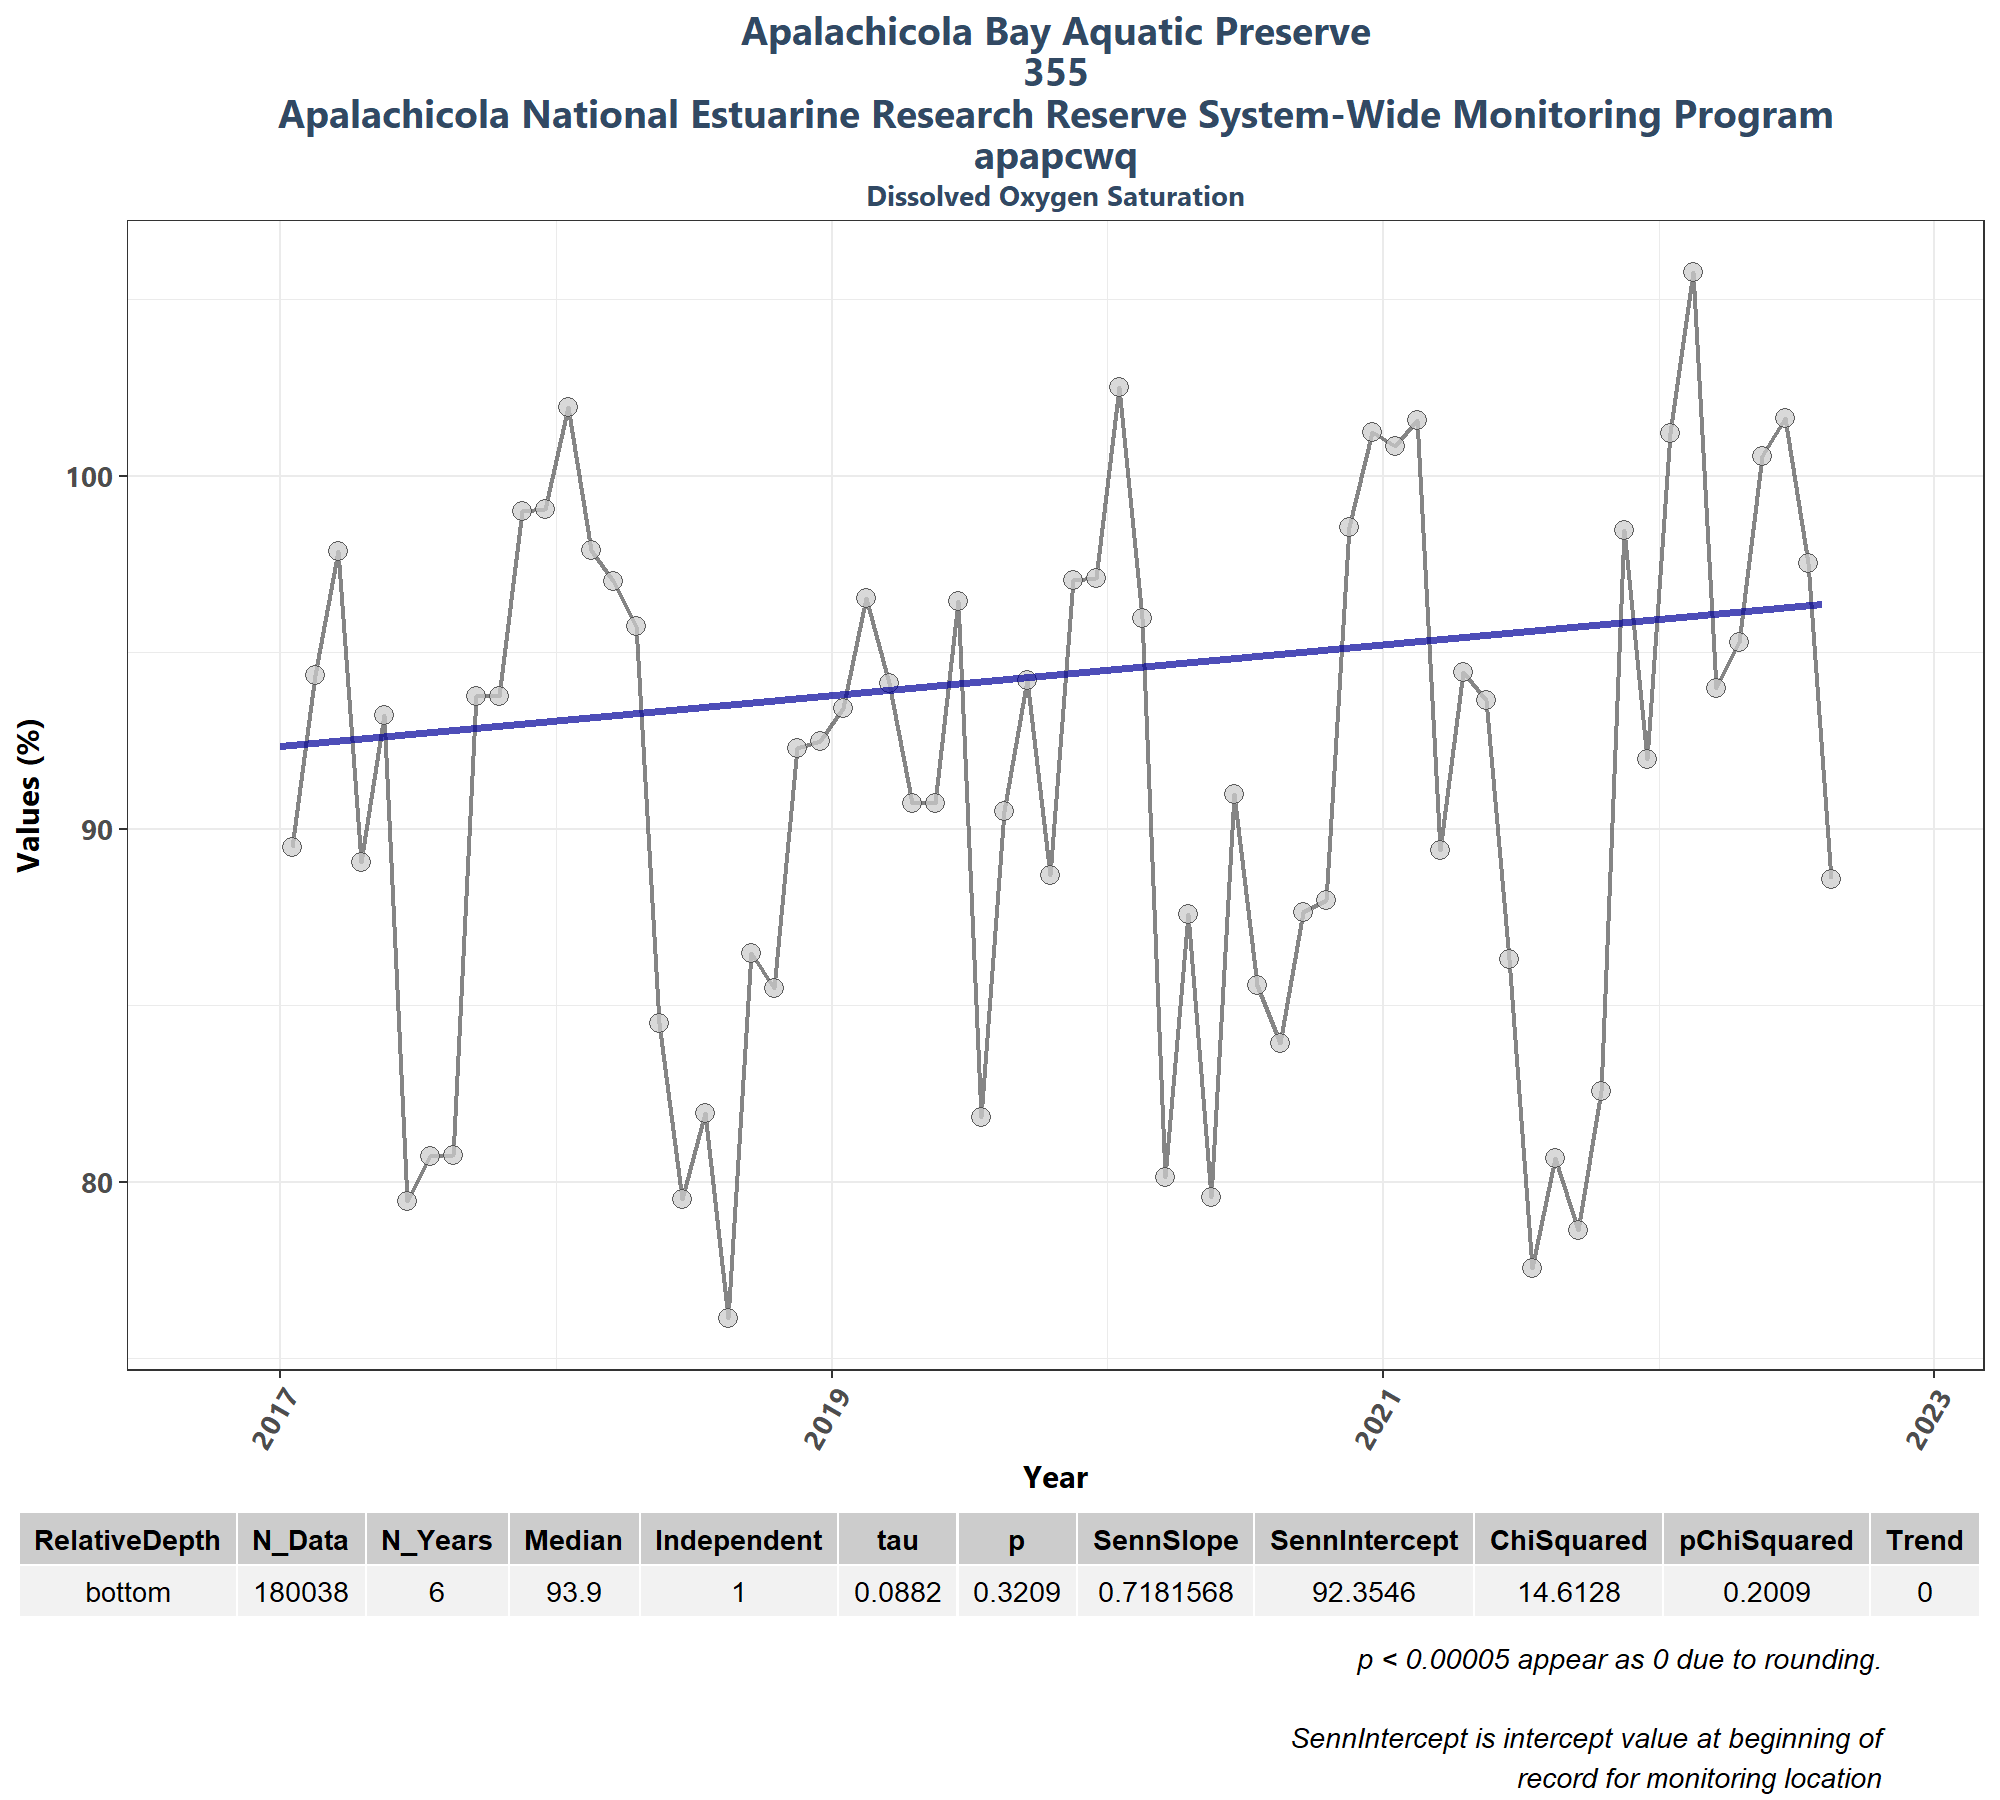 Apalachicola Bay Aquatic Preserve
355
Apalachicola National Estuarine Research Reserve System-Wide Monitoring Program
apapcwq
Dissolved Oxygen Saturation
Values (%)
100
90
80
2017
2019
2021
2023
Year
RelativeDepth N_Data N_Years Median Independent tau p SennSlope SennIntercept ChiSquared pChiSquared Trend
bottom 180038 6 93.9 1 0.0882 0.3209 0.7181568 92.3546 14.6128 0.2009 0
p < 0.00005 appear as 0 due to rounding.
SennIntercept is intercept value at beginning of
record for monitoring location